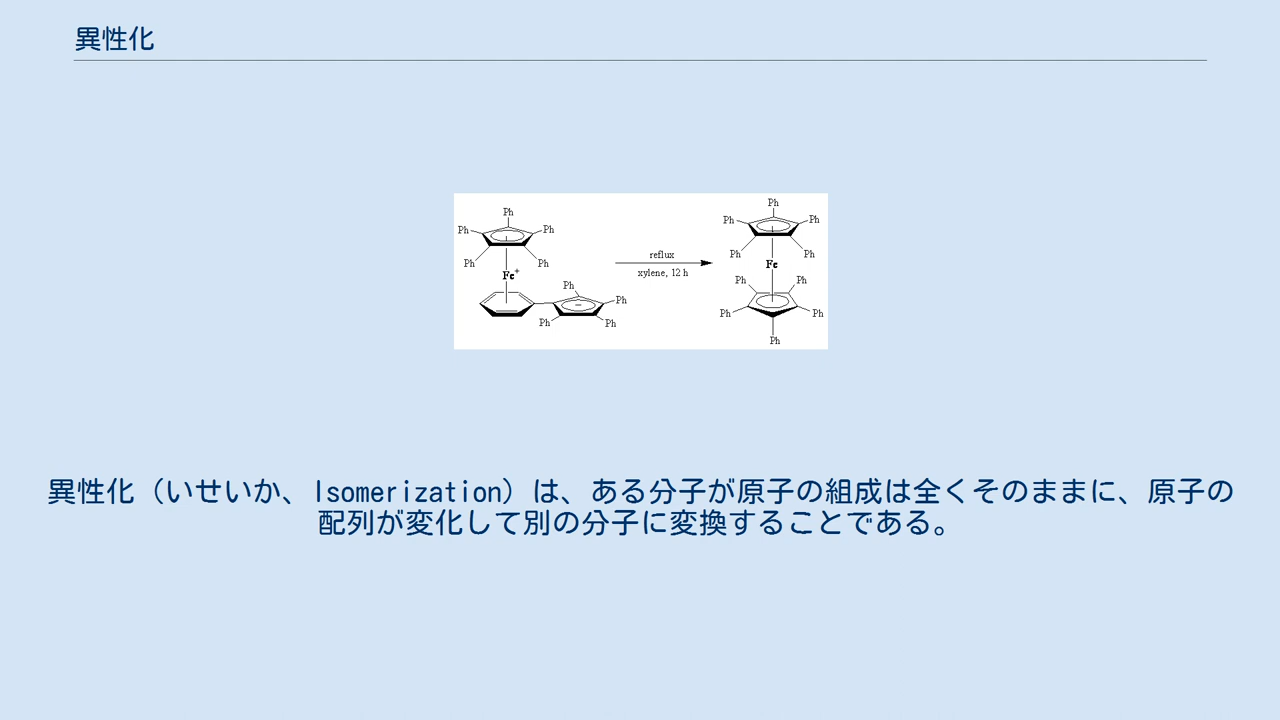 異性化
Ph
Ph Ph
Ph Ph
Fe+
Ph
Ph
Ph Ph
reflux
xylene, 12 h
Ph
Ph Ph
Ph Ph
Fe
Ph Ph
Ph Ph
Ph
異性化（いせいか、Isomerization）は、ある分子が原子の組成は全くそのままに、原子の
配列が変化して別の分子に変換することである。